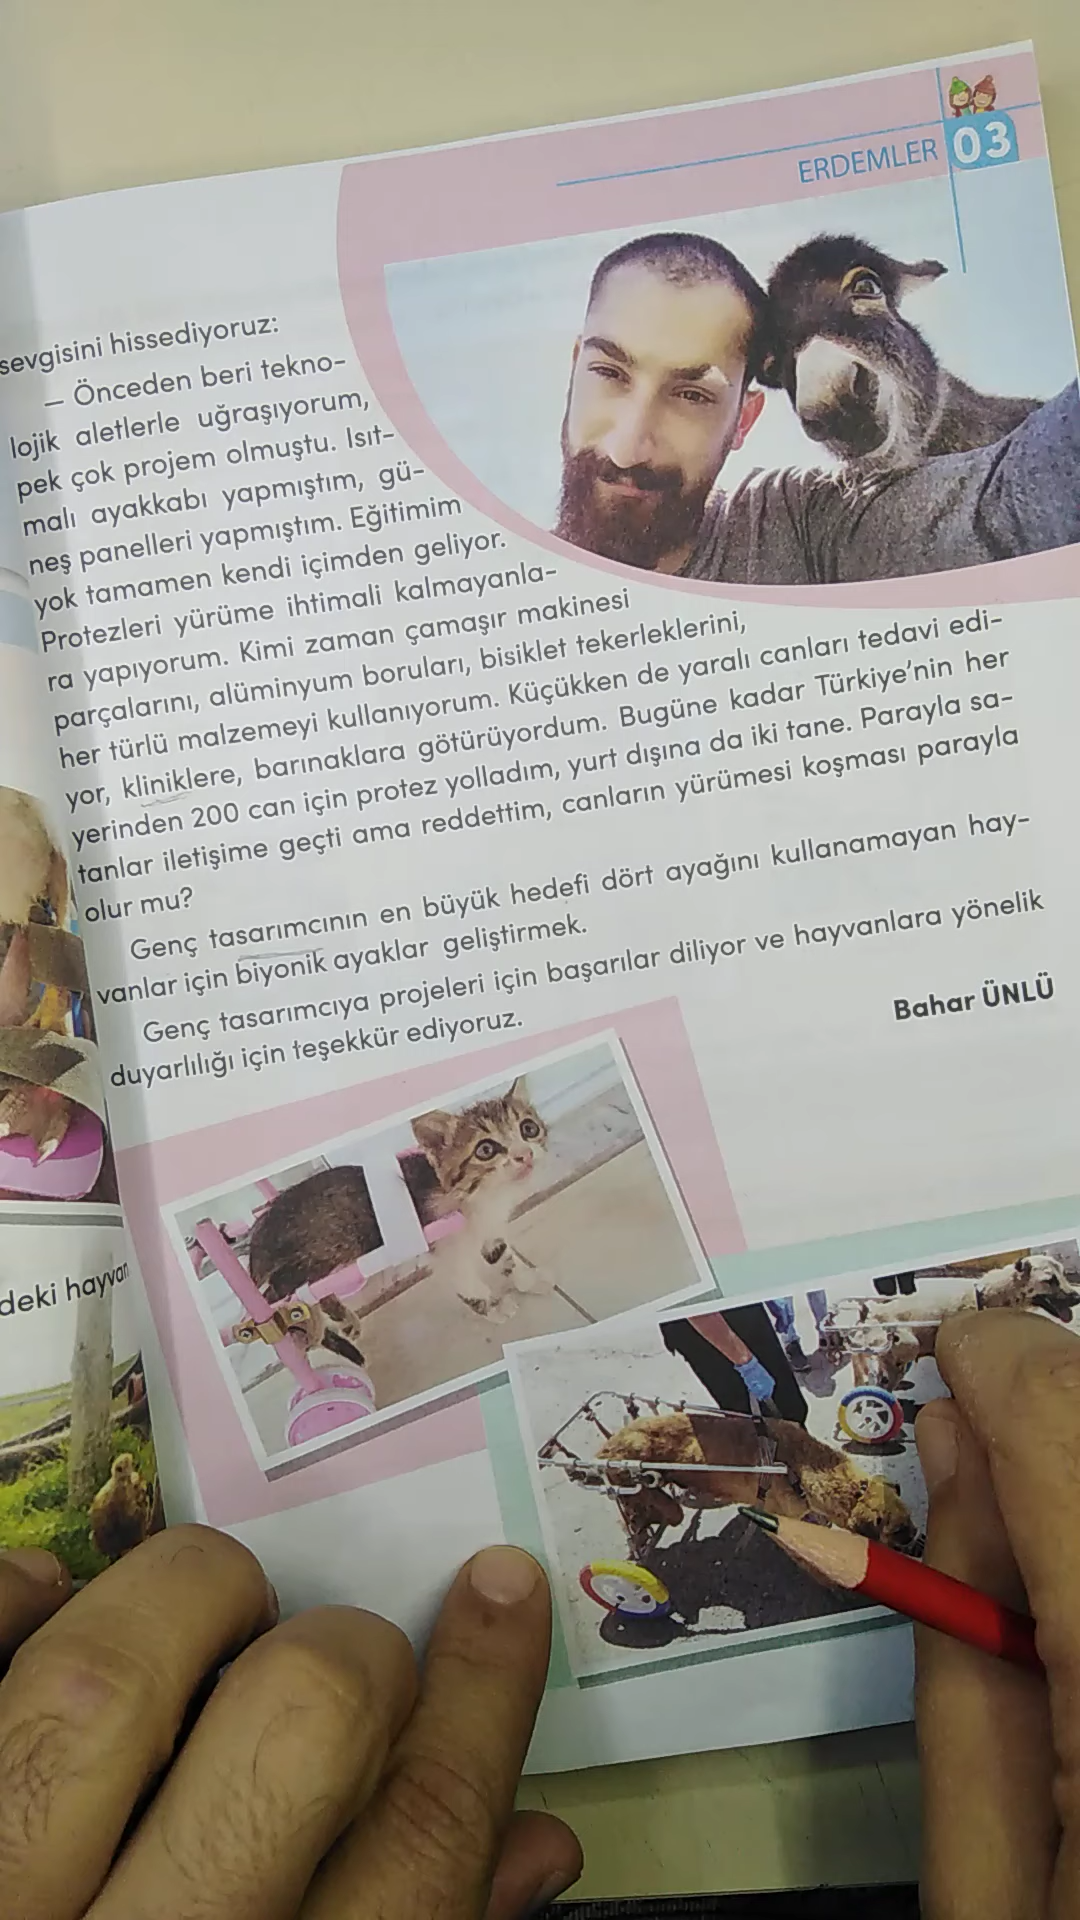 ERDEMLER 03
sevgisini hissediyoruz:
– Önceden beri tekno-
lojik aletlerle uğraşıyorum,
pek çok projem olmuştu. Isıt-
malı ayakkabı yapmıştım, gü-
neş panelleri yapmıştım. Eğitimim
yok tamamen kendi içimden geliyor.
Protezleri yürüme ihtimali kalmayanla-
ra yapıyorum. Kimi zaman çamaşır makinesi
parçalarını, alüminyum boruları, bisiklet tekerleklerini,
her türlü malzemeyi kullanıyorum. Küçükken de yaralı canları tedavi edi-
yor, kliniklere, barınaklara götürüyordum. Bugüne kadar Türkiye'nin her
yerinden 200 can için protez yolladım, yurt dışına da iki tane. Parayla sa-
tanlar iletişime geçti ama reddettim, canların yürümesi koşması parayla
olur mu?
Genç tasarımcının en büyük hedefi dört ayağını kullanamayan hay-
vanlar için biyonik ayaklar geliştirmek.
Genç tasarımcıya projeleri için başarılar diliyor ve hayvanlara yönelik
duyarlılığı için teşekkür ediyoruz.
Bahar ÜNLÜ
deki hayvan